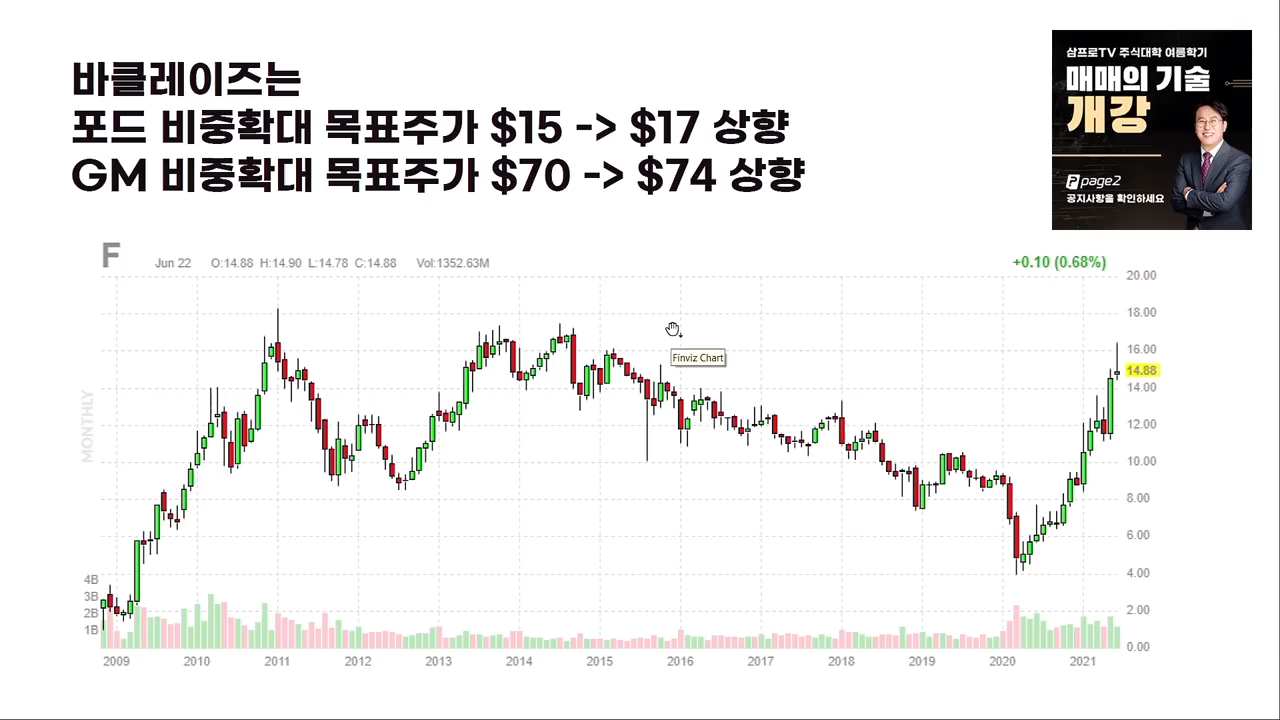 바클레이즈는
포드 비중확대 목표주가 $15 -> $17 상향
GM 비중확대 목표주가 $70 -> $74 상향
삼프로TV 주식대학 여름학기
매매의 기술
개강
page2
공지사항을 확인하세요
F Jun 22 O:14.88 H:14.90 L:14.78 C:14.88 Vol:1352.63M +0.10 (0.68%)
20.00
18.00
16.00
14.88
14.00
12.00
10.00
8.00
6.00
4.00
2.00
0.00
Finviz Chart
MONTHLY
4B
3B
2B
1B
2009 2010 2011 2012 2013 2014 2015 2016 2017 2018 2019 2020 2021